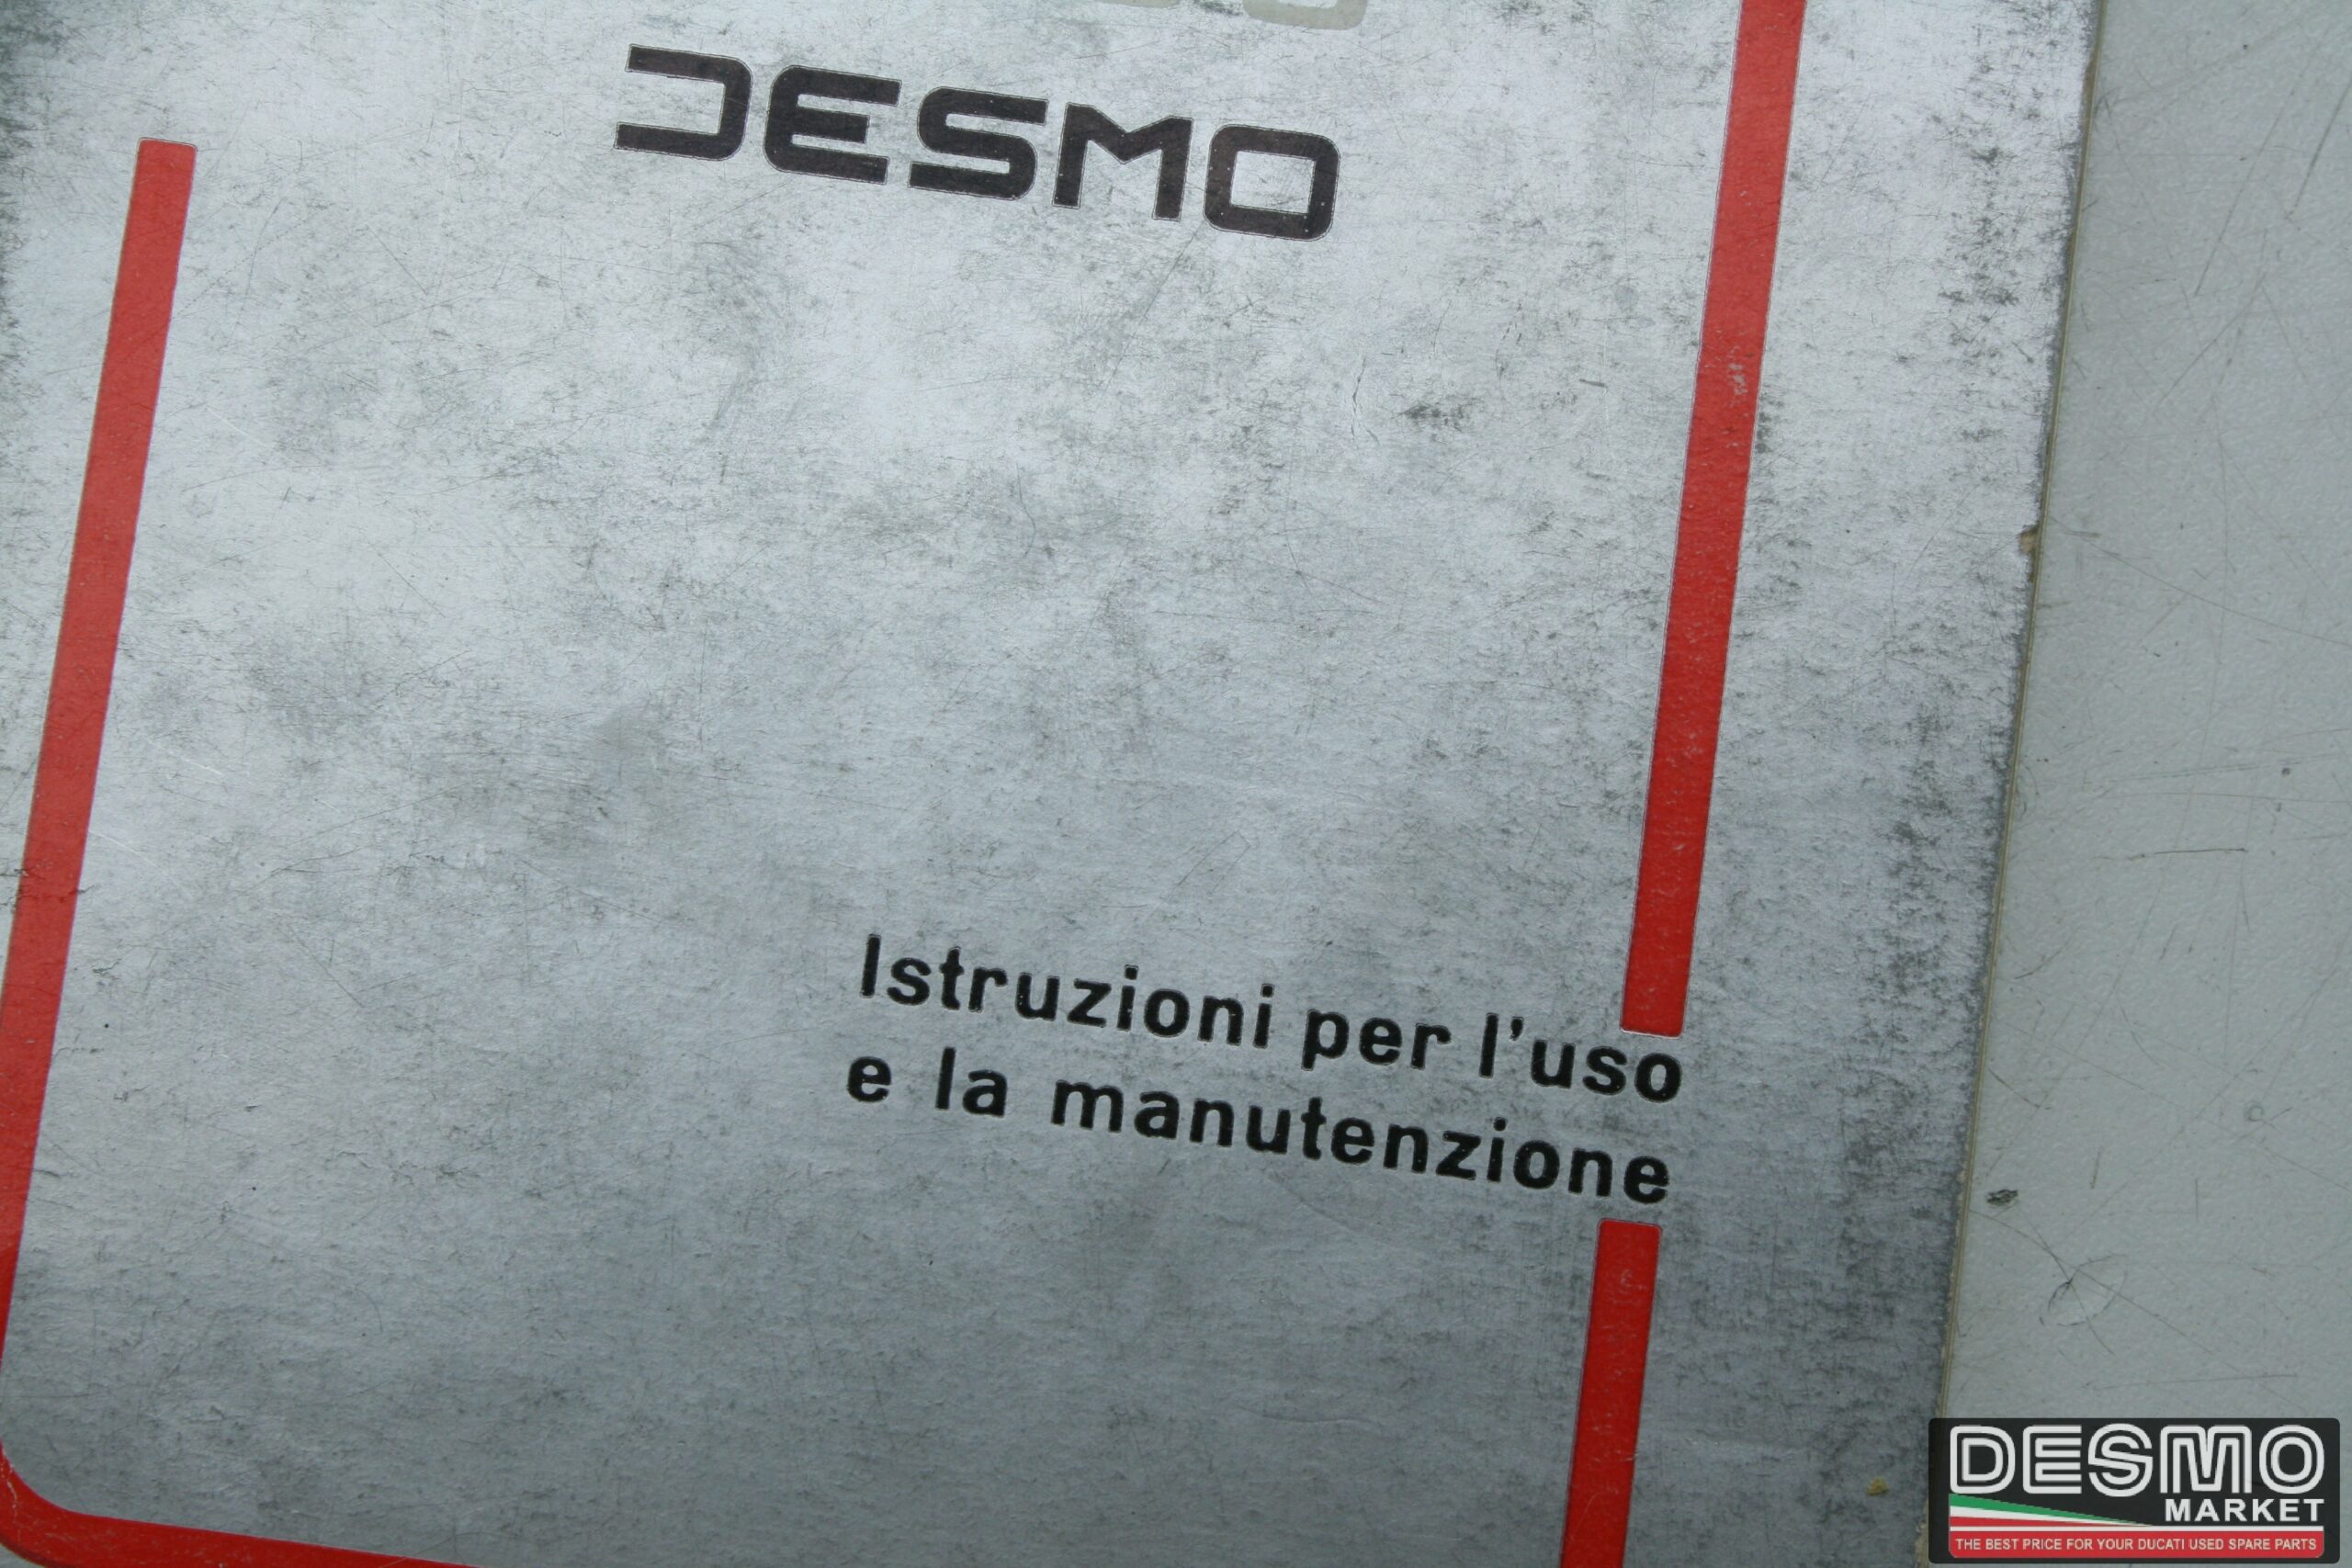 DESMO
Istruzioni per l'uso
e la manutenzione
DESMO
MARKET
THE BEST PRICE FOR YOUR DUCATI USED SPARE PARTS